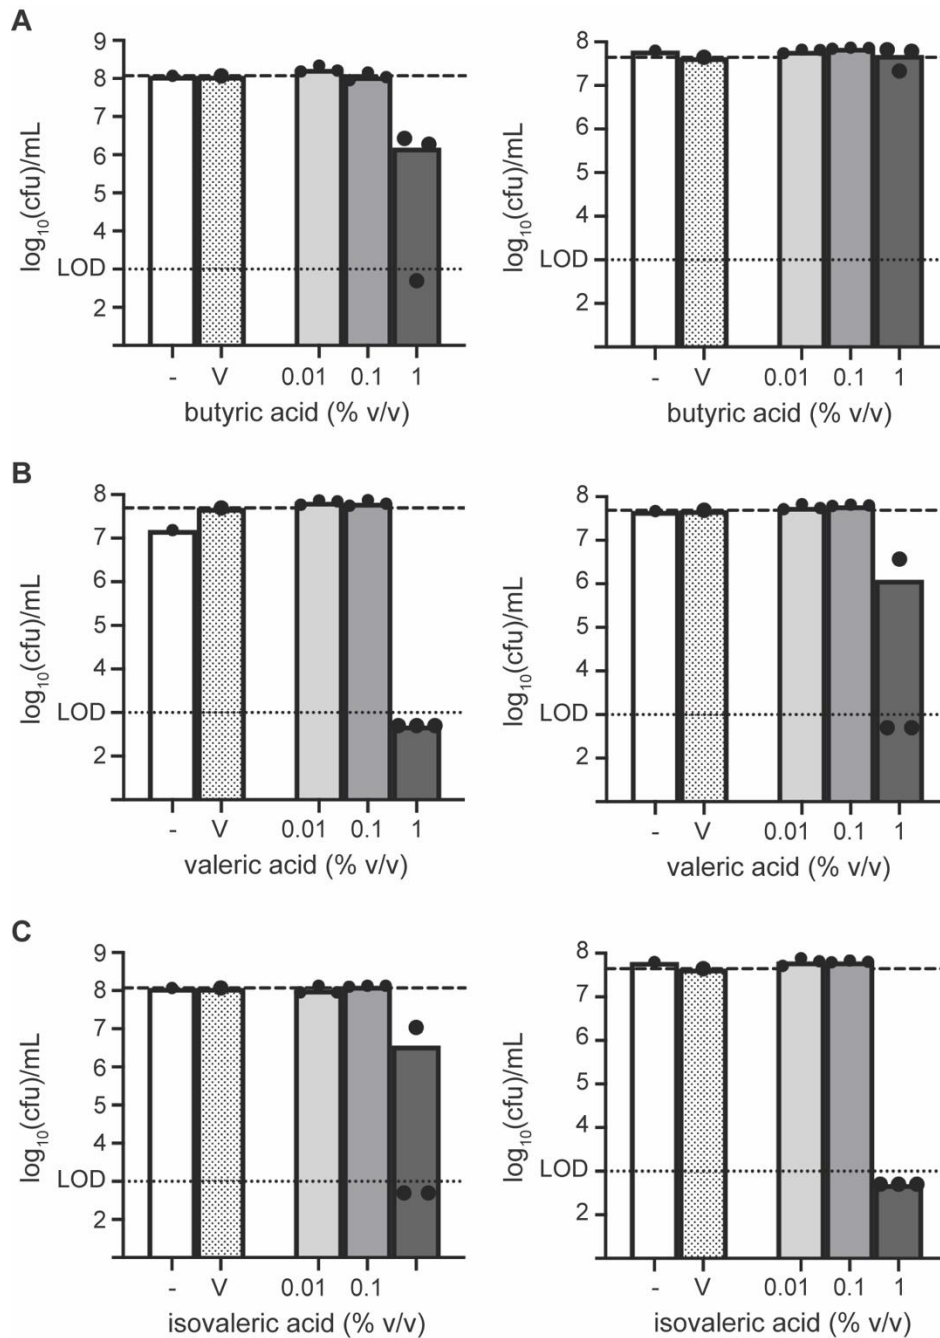 A
9
8
7
6
5
4
LOD
2
log10(cfu)/mL
- V 0.01 0.1 1
butyric acid (% v/v)
8
7
6
5
4
LOD
2
log10(cfu)/mL
- V 0.01 0.1 1
butyric acid (% v/v)
B
8
7
6
5
4
LOD
2
log10(cfu)/mL
- V 0.01 0.1 1
valeric acid (% v/v)
8
7
6
5
4
LOD
2
log10(cfu)/mL
- V 0.01 0.1 1
valeric acid (% v/v)
C
9
8
7
6
5
4
LOD
2
log10(cfu)/mL
- V 0.01 0.1
isovaleric acid (% v/v)
8
7
6
5
4
LOD
2
log10(cfu)/mL
- V 0.01 0.1 1
isovaleric acid (% v/v)